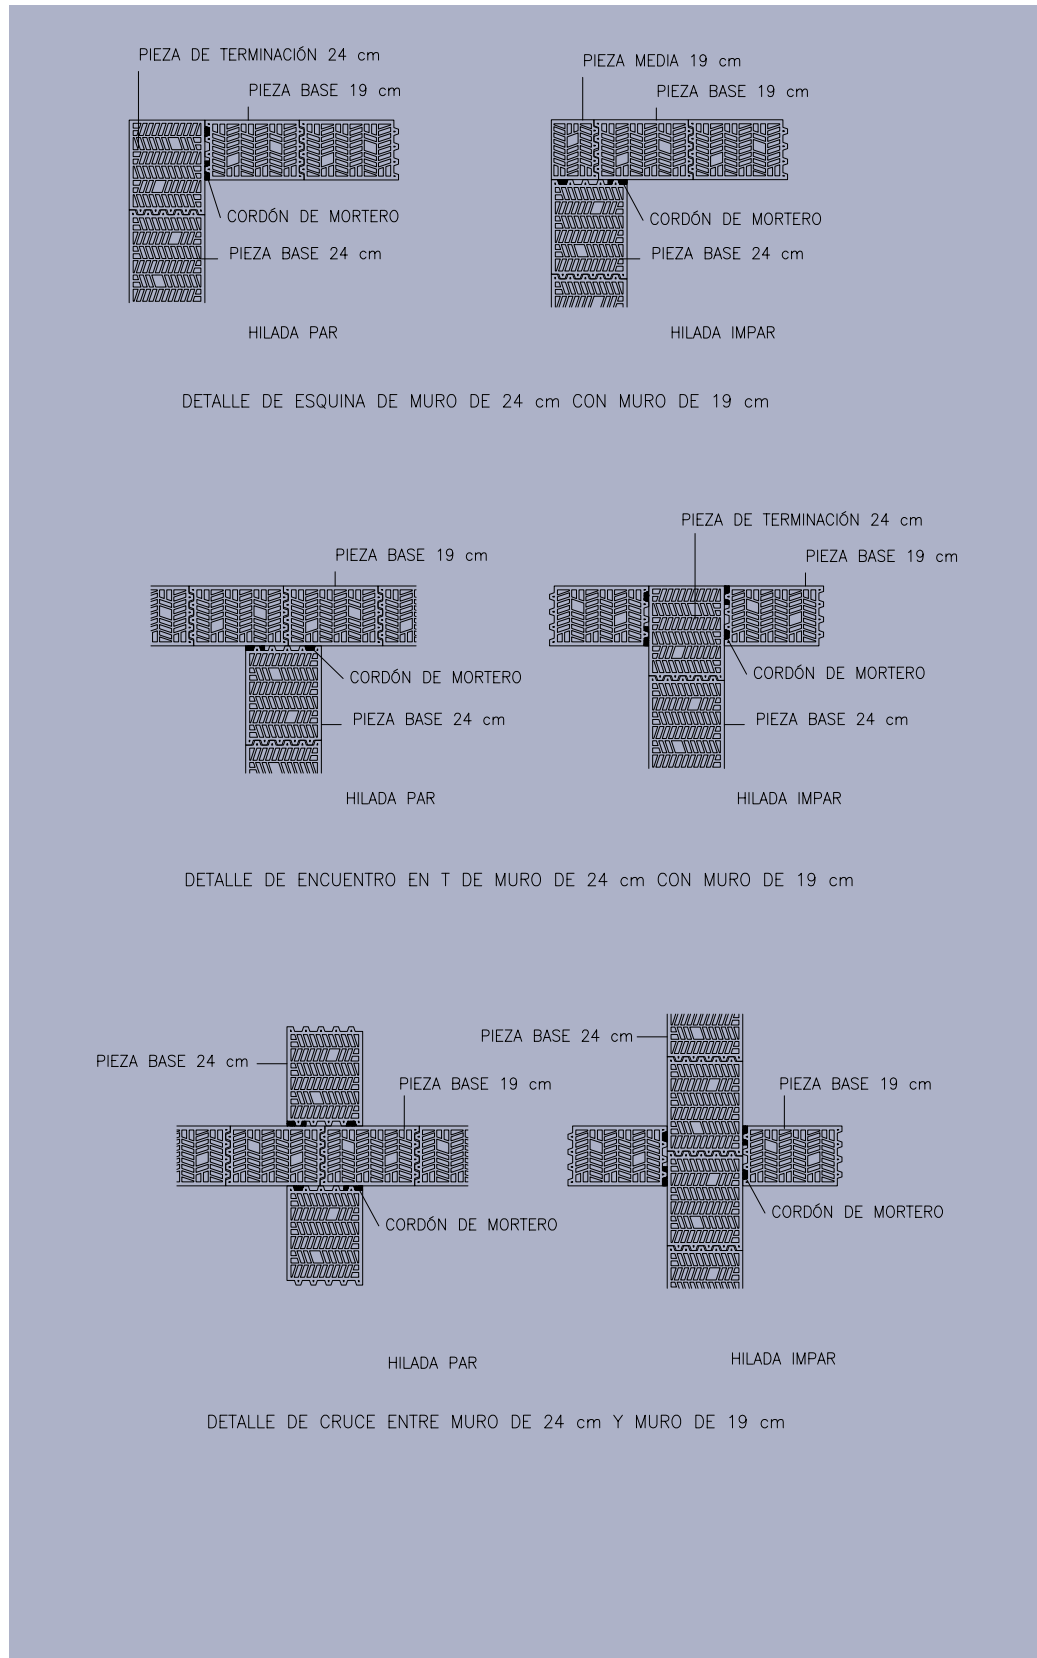 PIEZA DE TERMINACIÓN 24 cm
PIEZA BASE 19 cm
CORDÓN DE MORTERO
PIEZA BASE 24 cm
HILADA PAR
PIEZA MEDIA 19 cm
PIEZA BASE 19 cm
CORDÓN DE MORTERO
PIEZA BASE 24 cm
HILADA IMPAR
DETALLE DE ESQUINA DE MURO DE 24 cm CON MURO DE 19 cm
PIEZA BASE 19 cm
CORDÓN DE MORTERO
PIEZA BASE 24 cm
HILADA PAR
PIEZA DE TERMINACIÓN 24 cm
PIEZA BASE 19 cm
CORDÓN DE MORTERO
PIEZA BASE 24 cm
HILADA IMPAR
DETALLE DE ENCUENTRO EN T DE MURO DE 24 cm CON MURO DE 19 cm
PIEZA BASE 24 cm
PIEZA BASE 19 cm
CORDÓN DE MORTERO
HILADA PAR
PIEZA BASE 24 cm
PIEZA BASE 19 cm
CORDÓN DE MORTERO
HILADA IMPAR
DETALLE DE CRUCE ENTRE MURO DE 24 cm Y MURO DE 19 cm